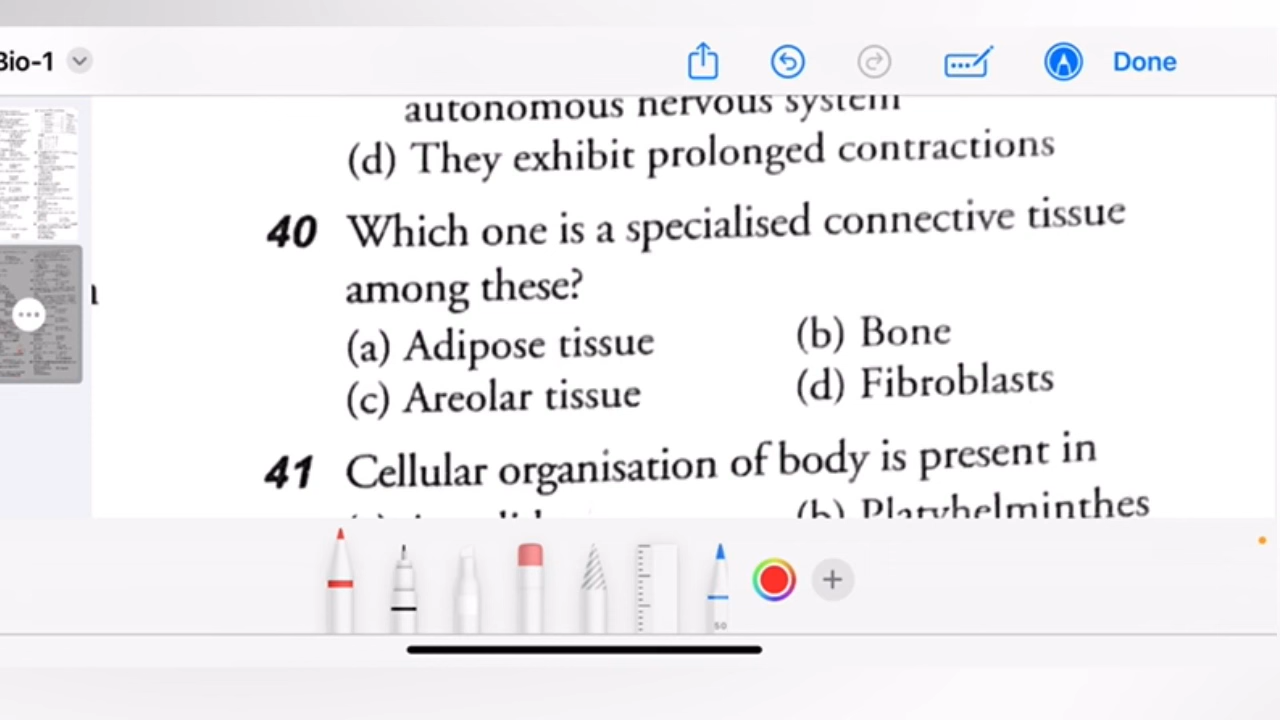 Bio-1
Done
autonomous nervous system
(d) They exhibit prolonged contractions
40 Which one is a specialised connective tissue
among these?
(a) Adipose tissue (b) Bone
(c) Areolar tissue (d) Fibroblasts
41 Cellular organisation of body is present in
(b) Platyhelminthes
50